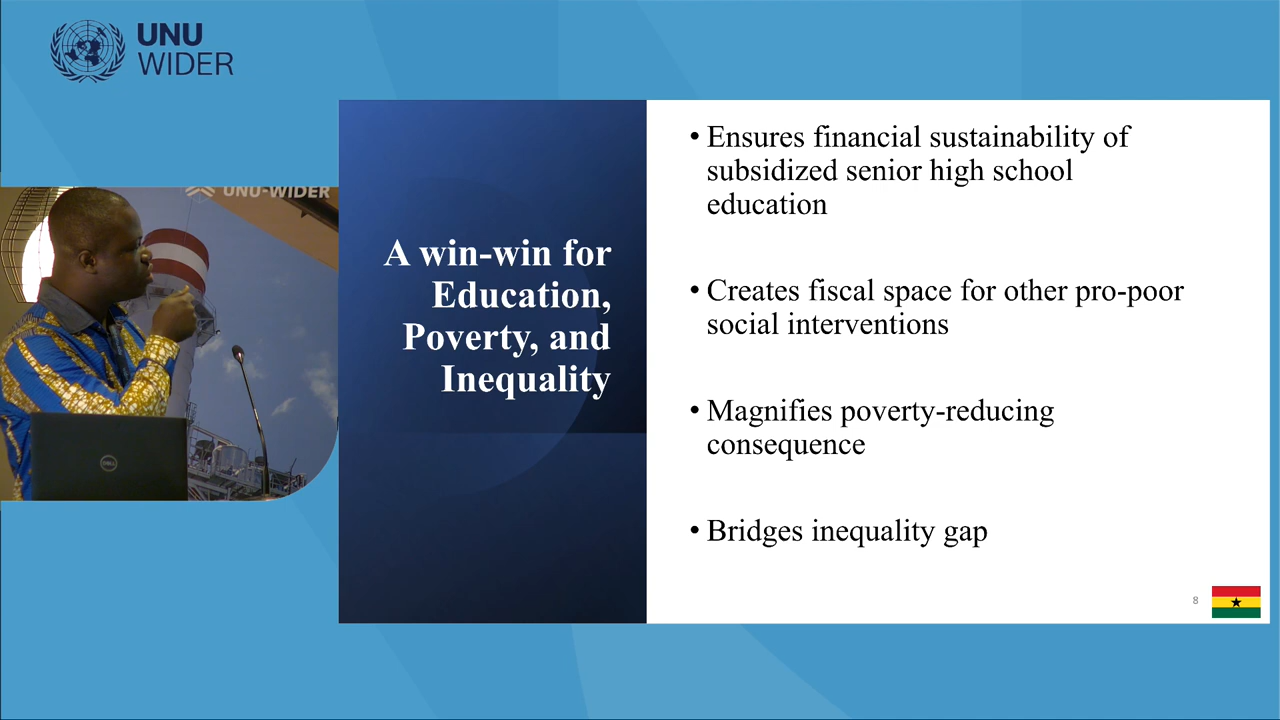 UNU
WIDER
UNU-WIDER
DELL
A win-win for
Education,
Poverty, and
Inequality
• Ensures financial sustainability of
subsidized senior high school
education
• Creates fiscal space for other pro-poor
social interventions
• Magnifies poverty-reducing
consequence
• Bridges inequality gap
8